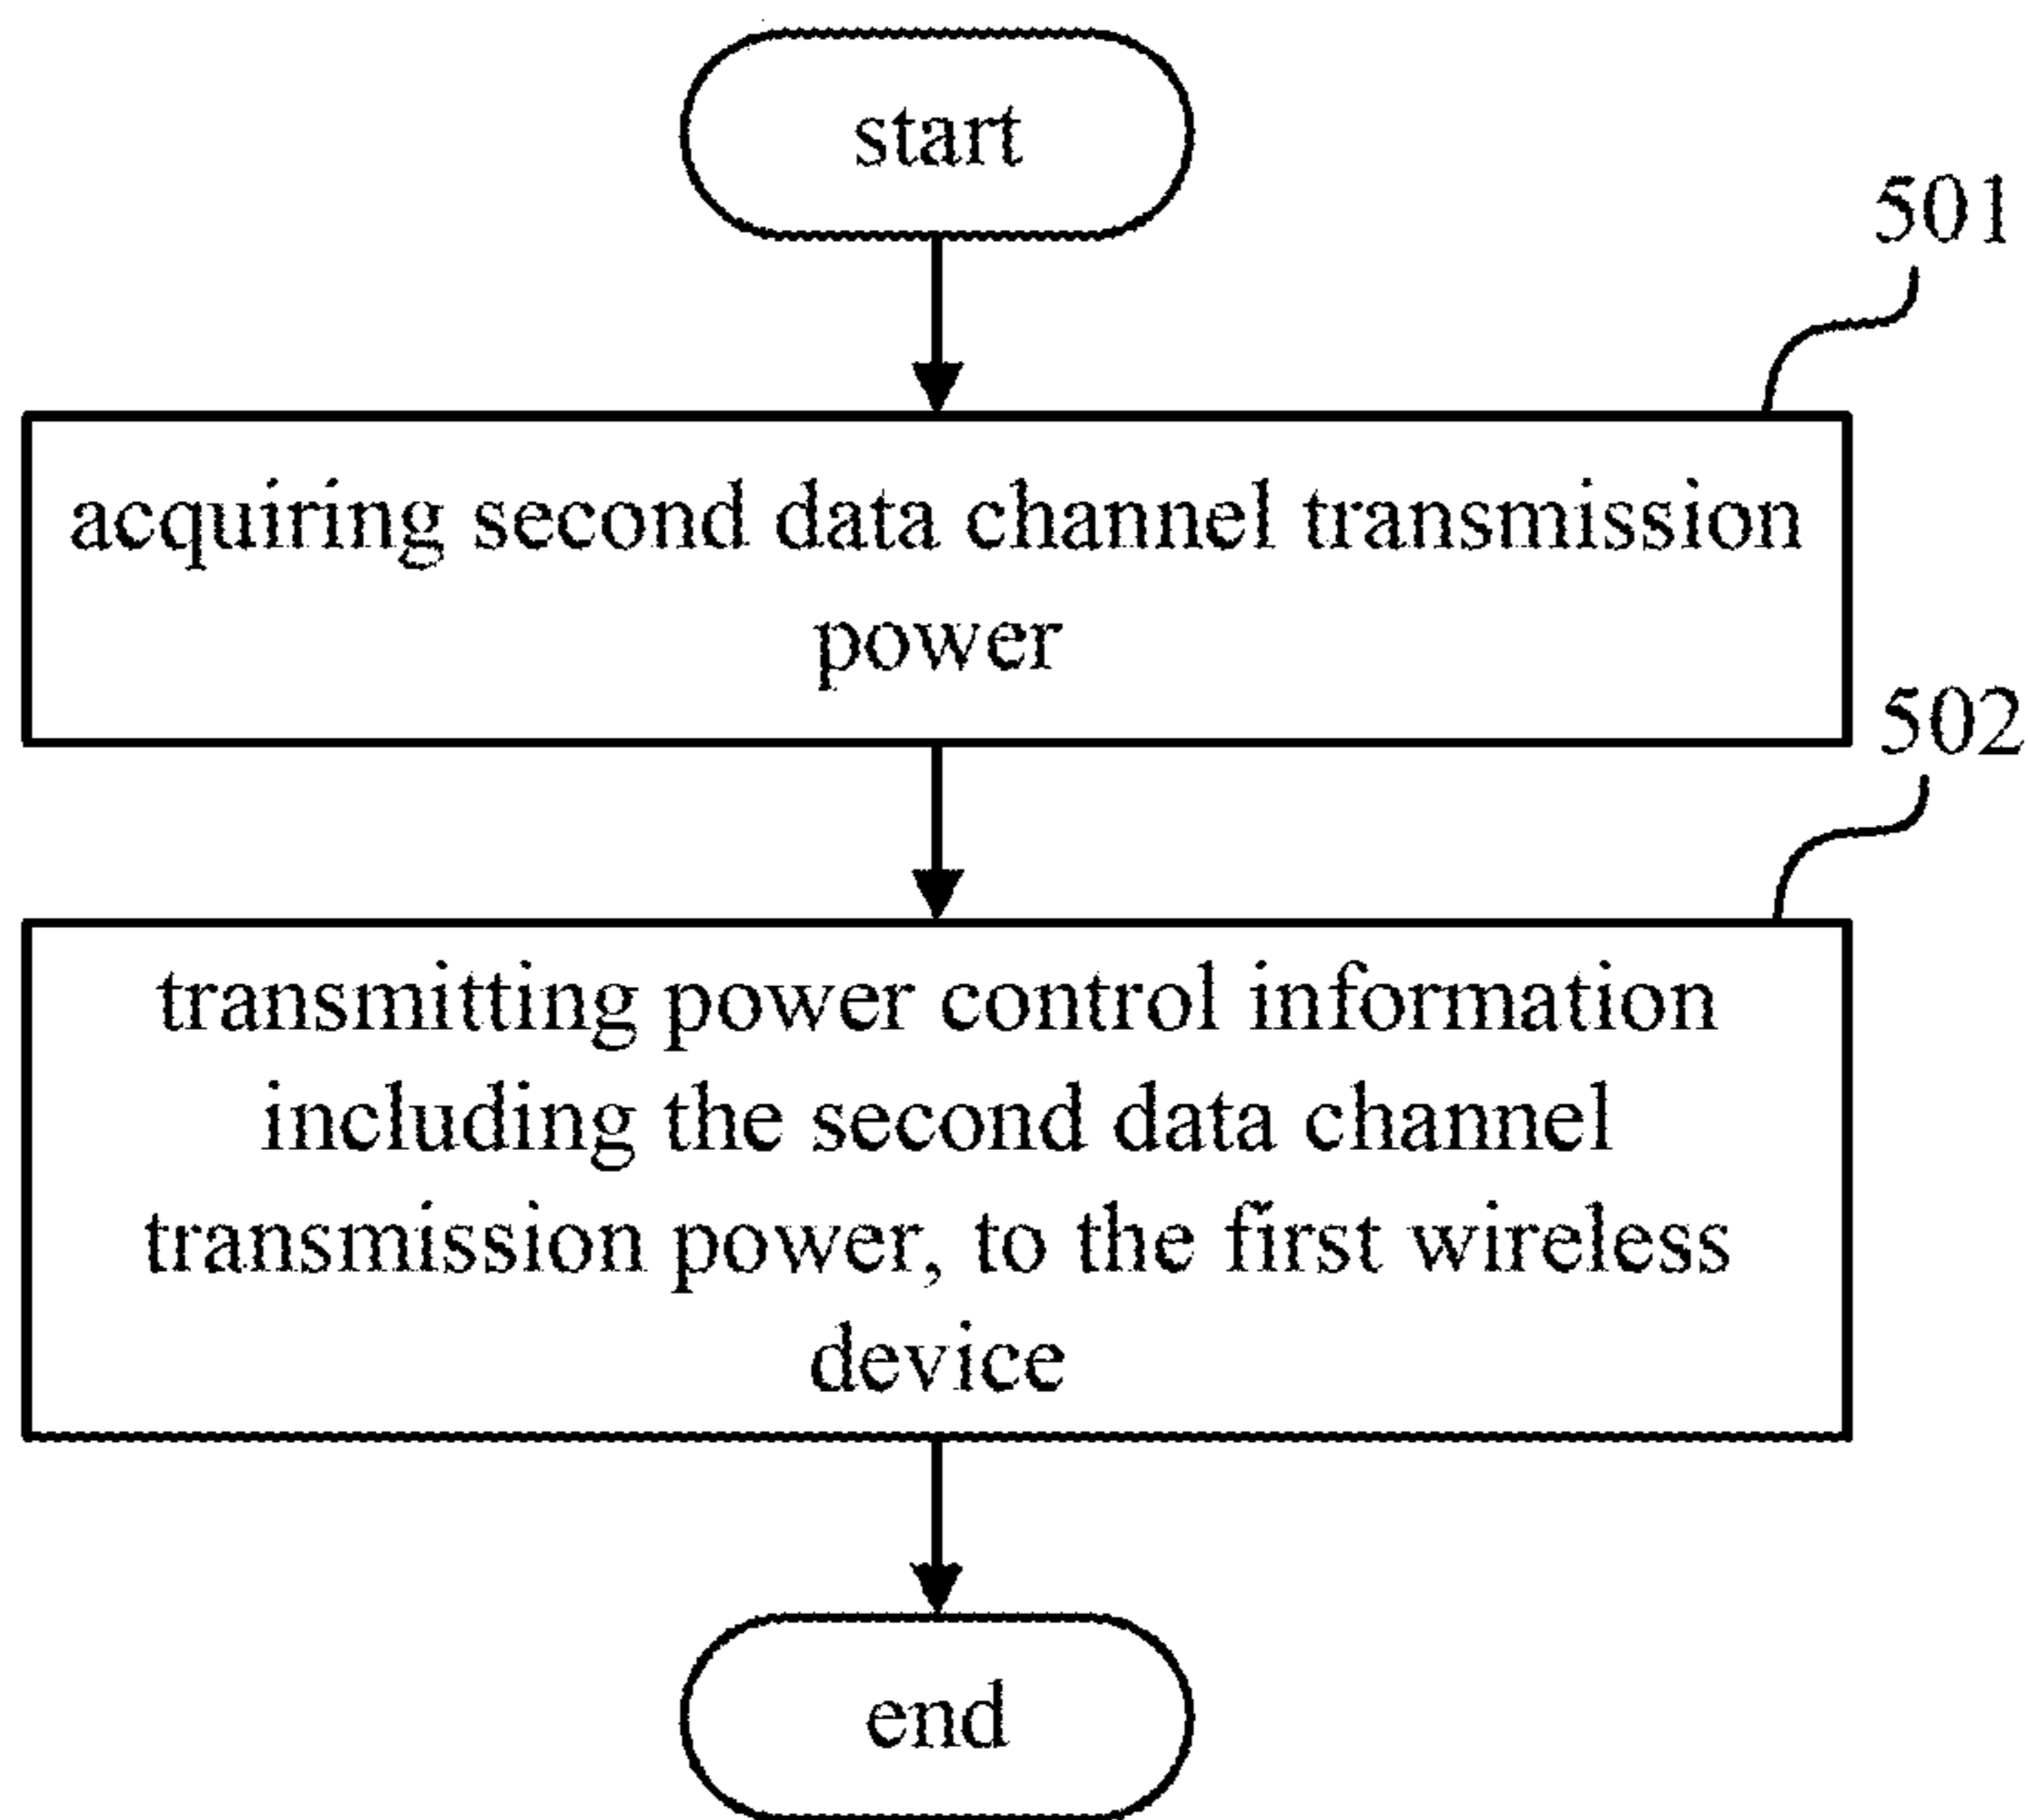 start
501
acquiring second data channel transmission
power
502
transmitting power control information
including the second data channel
transmission power, to the first wireless
device
end